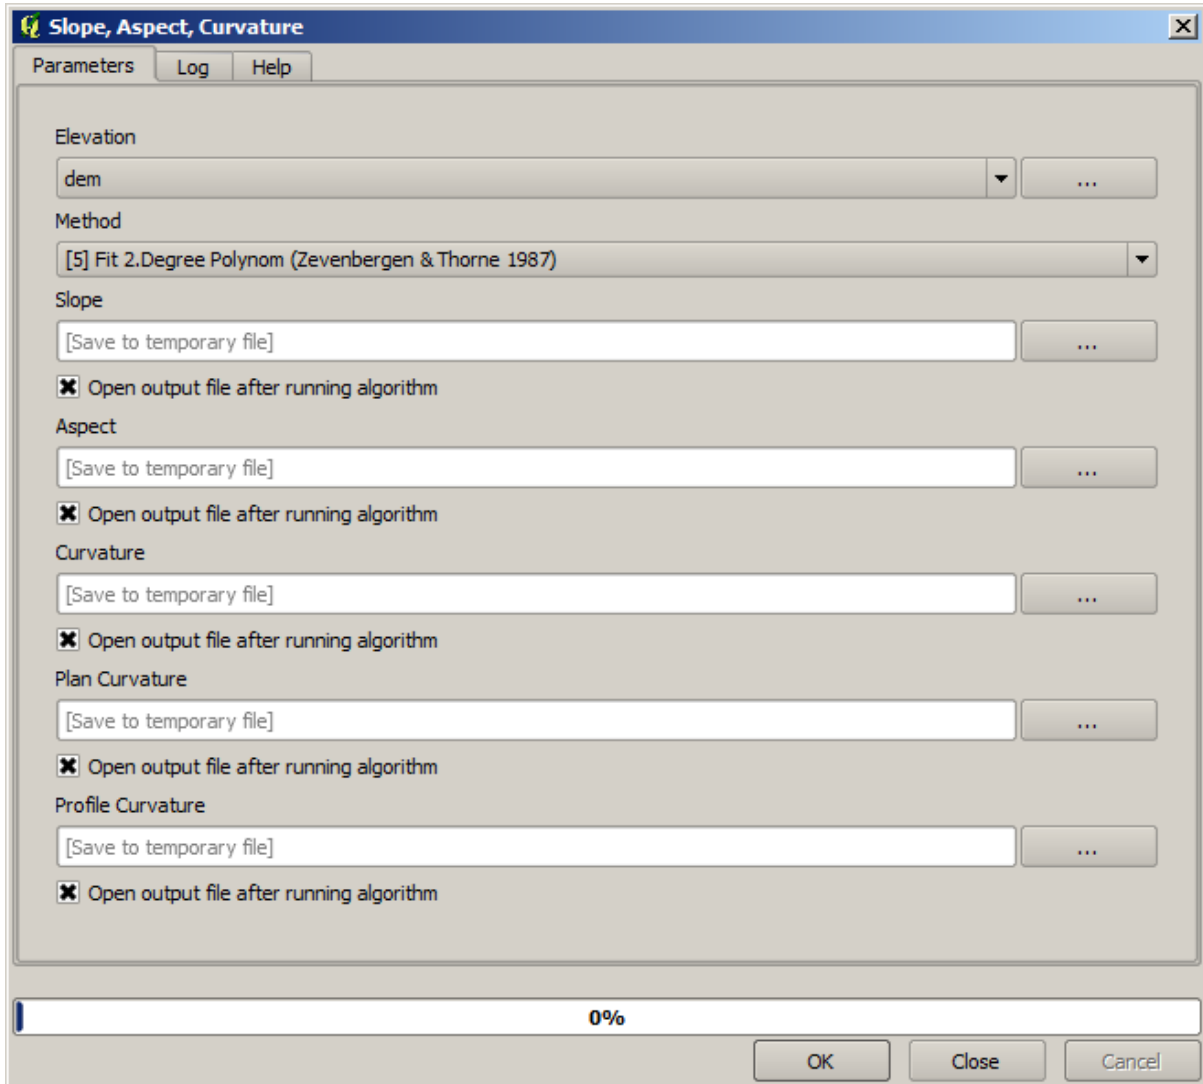 Slope, Aspect, Curvature
Parameters Log Help
Elevation
dem ...
Method
[5] Fit 2.Degree Polynom (Zevenbergen & Thorne 1987)
Slope
[Save to temporary file] ...
Open output file after running algorithm
Aspect
[Save to temporary file] ...
Open output file after running algorithm
Curvature
[Save to temporary file] ...
Open output file after running algorithm
Plan Curvature
[Save to temporary file] ...
Open output file after running algorithm
Profile Curvature
[Save to temporary file] ...
Open output file after running algorithm
0%
OK Close Cancel